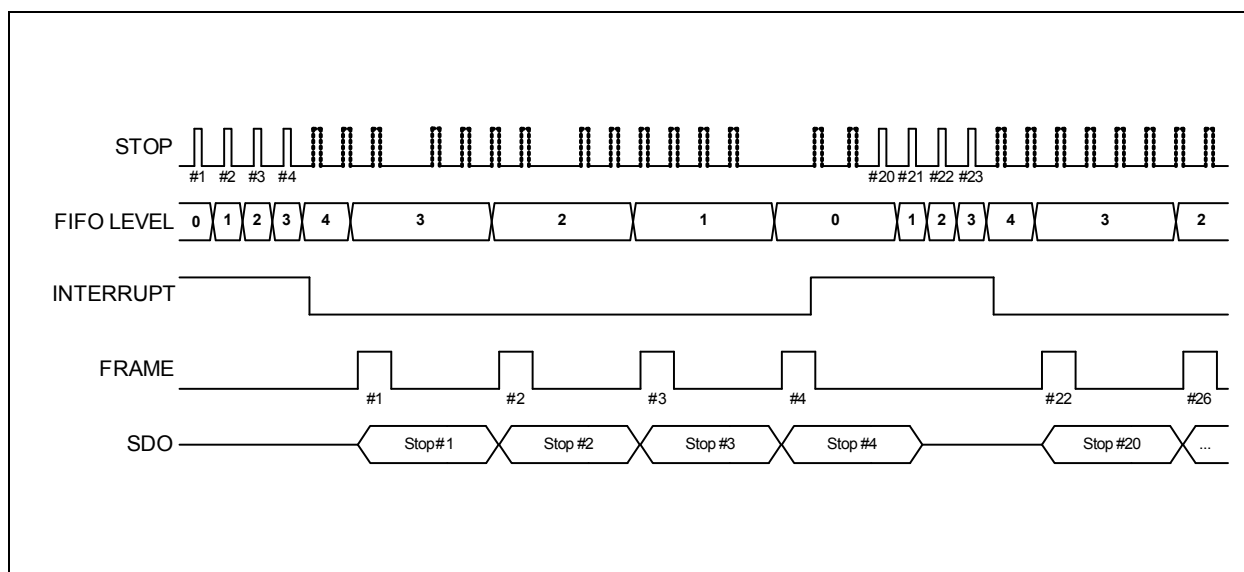 STOP
#1 #2 #3 #4 #20 #21 #22 #23
FIFO LEVEL 0 1 2 3 4 3 2 1 0 1 2 3 4 3 2
INTERRUPT
FRAME
#1 #2 #3 #4 #22 #26
SDO Stop#1 Stop #2 Stop #3 Stop #4 Stop #20 ...